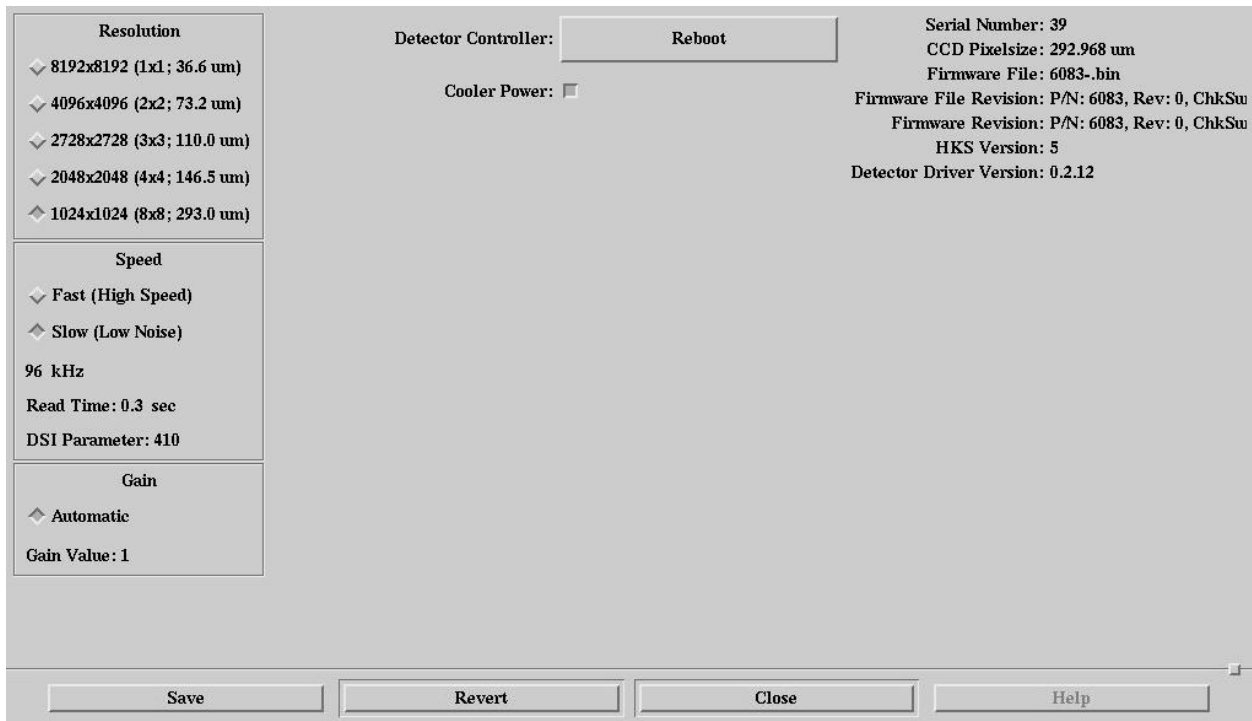 Resolution
8192x8192 (1x1; 36.6 um)
4096x4096 (2x2; 73.2 um)
2728x2728 (3x3; 110.0 um)
2048x2048 (4x4; 146.5 um)
1024x1024 (8x8; 293.0 um)
Speed
Fast (High Speed)
Slow (Low Noise)
96 kHz
Read Time: 0.3 sec
DSI Parameter: 410
Gain
Automatic
Gain Value: 1
Detector Controller: Reboot
Cooler Power:
Serial Number: 39
CCD Pixelsize: 292.968 um
Firmware File: 6083-.bin
Firmware File Revision: P/N: 6083, Rev: 0, ChkSu
Firmware Revision: P/N: 6083, Rev: 0, ChkSu
HKS Version: 5
Detector Driver Version: 0.2.12
Save Revert Close Help